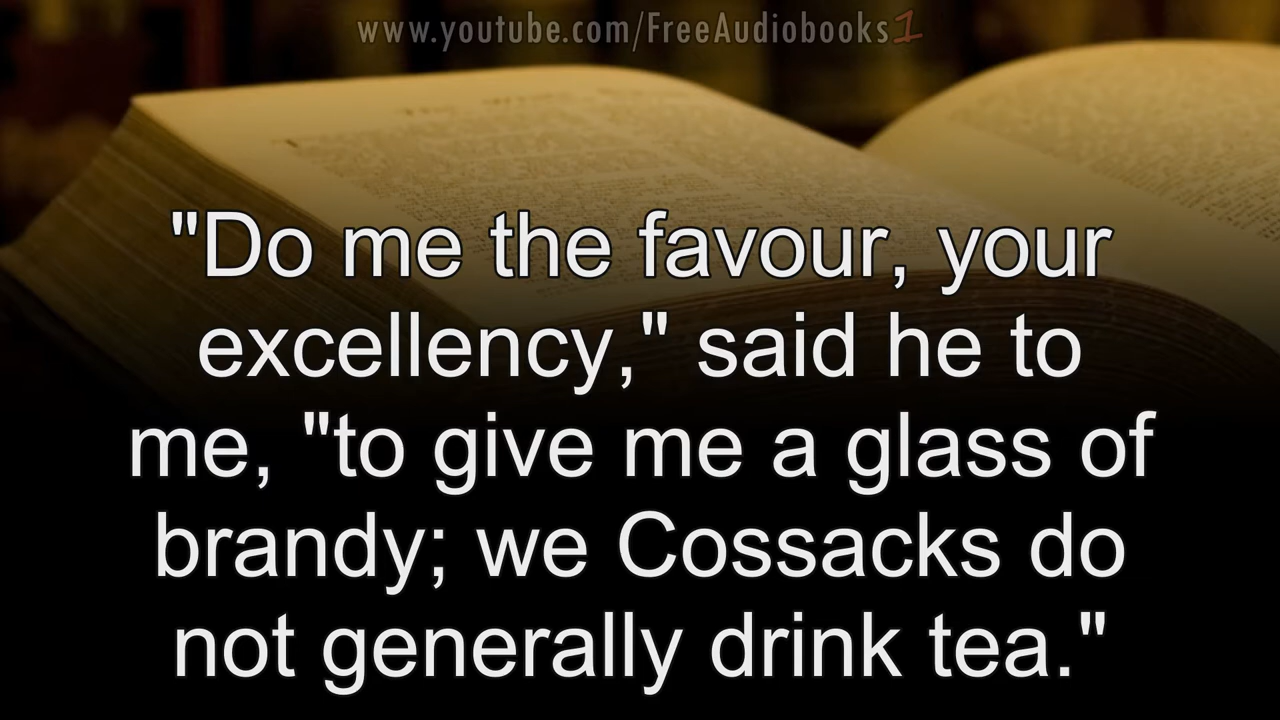 www.youtube.com/FreeAudiobooks1
"Do me the favour, your
excellency," said he to
me, "to give me a glass of
brandy; we Cossacks do
not generally drink tea."